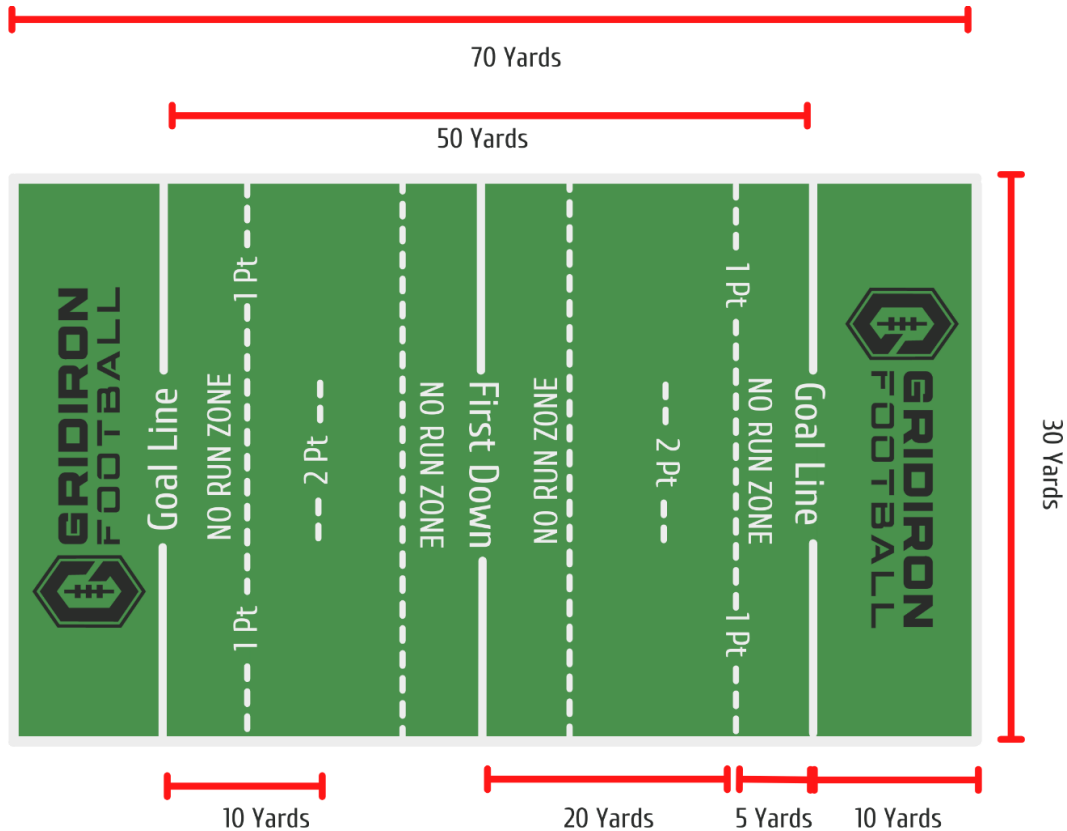 70 Yards
50 Yards
GRIDIRON
FOOTBALL
Goal Line
NO RUN ZONE
1 Pt
1 Pt
2 Pt
NO RUN ZONE
First Down
NO RUN ZONE
2 Pt
1 Pt
1 Pt
NO RUN ZONE
Goal Line
GRIDIRON
FOOTBALL
30 Yards
10 Yards
20 Yards
5 Yards
10 Yards